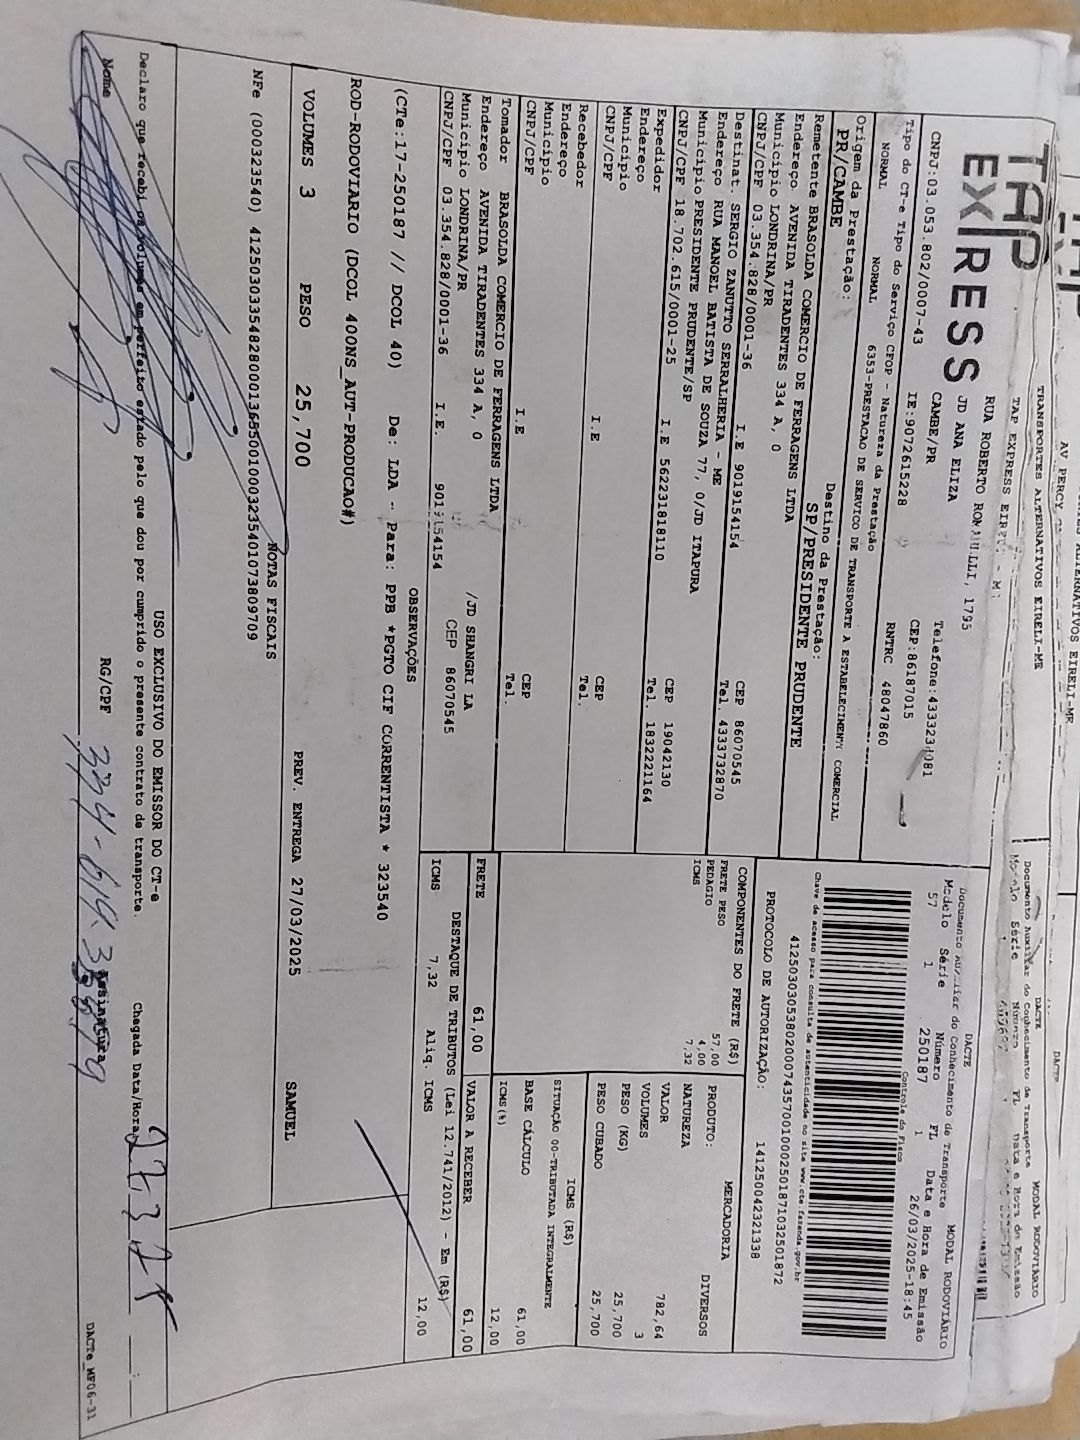 TRANSPORTES ALTERNATIVOS EIRELI-ME
DACTE MODAL RODOVIÁRIO
Documento Auxiliar do Conhecimento de Transporte
TAP EXPRESS
RUA ROBERTO ROMAULLI, 1795
JD ANA ELIZA
CAMBE/PR
Telefone:4333231081
CEP:86187015
CNPJ:03.053.802/0007-43 IE:9072615228 RNTRC 48047860
Tipo do CT-e Tipo do Serviço CFOP - Natureza da Prestação
NORMAL NORMAL 6353-PRESTACAO DE SERVICO DE TRANSPORTE A ESTABELECIMENT COMERCIAL
Origem da Prestação: Destino da Prestação:
PR/CAMBE SP/PRESIDENTE PRUDENTE
DACTE MODAL RODOVIÁRIO
Documento Auxiliar do Conhecimento de Transporte
Modelo Série Número FL Data e Hora de Emissão
57 1 250187 1 26/03/2025-18:45
Controle do Fisco
41250303053802000743570010002501871032501872
Chave de acesso para consulta de autenticidade no site www.cte.fazenda.gov.br
PROTOCOLO DE AUTORIZAÇÃO: 141250042321338
Remetente BRASOLDA COMERCIO DE FERRAGENS LTDA
Endereço AVENIDA TIRADENTES 334 A, 0
Município LONDRINA/PR CEP 86070545
CNPJ/CPF 03.354.828/0001-36 I.E 9019154154 Tel. 4333732870
Destinat. SERGIO ZANUTTO SERRALHERIA - ME
Endereço RUA MANOEL BATISTA DE SOUZA 77, 0/JD ITAPURA
Município PRESIDENTE PRUDENTE/SP CEP 19042130
CNPJ/CPF 18.702.615/0001-25 I.E 562231818110 Tel. 1832221164
Expedidor
Endereço
Município CEP
CNPJ/CPF I.E Tel.
Recebedor
Endereço
Município CEP
CNPJ/CPF I.E Tel.
Tomador BRASOLDA COMERCIO DE FERRAGENS LTDA
Endereço AVENIDA TIRADENTES 334 A, 0 /JD SHANGRI LA
Município LONDRINA/PR CEP 86070545
CNPJ/CPF 03.354.828/0001-36 I.E. 9019154154
COMPONENTES DO FRETE (R$)
FRETE PESO 57,00
PEDAGIO 4,00
ICMS 7,32
FRETE 61,00
PRODUTO: MERCADORIA
NATUREZA DIVERSOS
VALOR 782,64
VOLUMES 3
PESO (KG) 25,700
PESO CUBADO 25,700
ICMS (R$)
SITUAÇÃO 00-TRIBUTADA INTEGRALMENTE
BASE CÁLCULO 61,00
ICMS(%) 12,00
VALOR A RECEBER 61,00
DESTAQUE DE TRIBUTOS (Lei 12.741/2012) - Em (R$)
ICMS 7,32 Aliq. ICMS 12,00
OBSERVAÇÕES
(CTe:17-250187 // DCOL 40) De: LDA - Para: PPB *PGTO CIF CORRENTISTA * 323540
ROD-RODOVIARIO (DCOL 400NS_AUT-PRODUCAO#)
VOLUMES 3 PESO 25,700 PREV. ENTREGA 27/03/2025 SAMUEL
NOTAS FISCAIS
NFe (000323540) 41250303354828000136550010003235401073809709
USO EXCLUSIVO DO EMISSOR DO CT-e
Declaro que recebi os volumes em perfeito estado pelo que dou por cumprido o presente contrato de transporte. Chegada Data/Hora
Nome RG/CPF Assinatura
DACTe_MF06-31